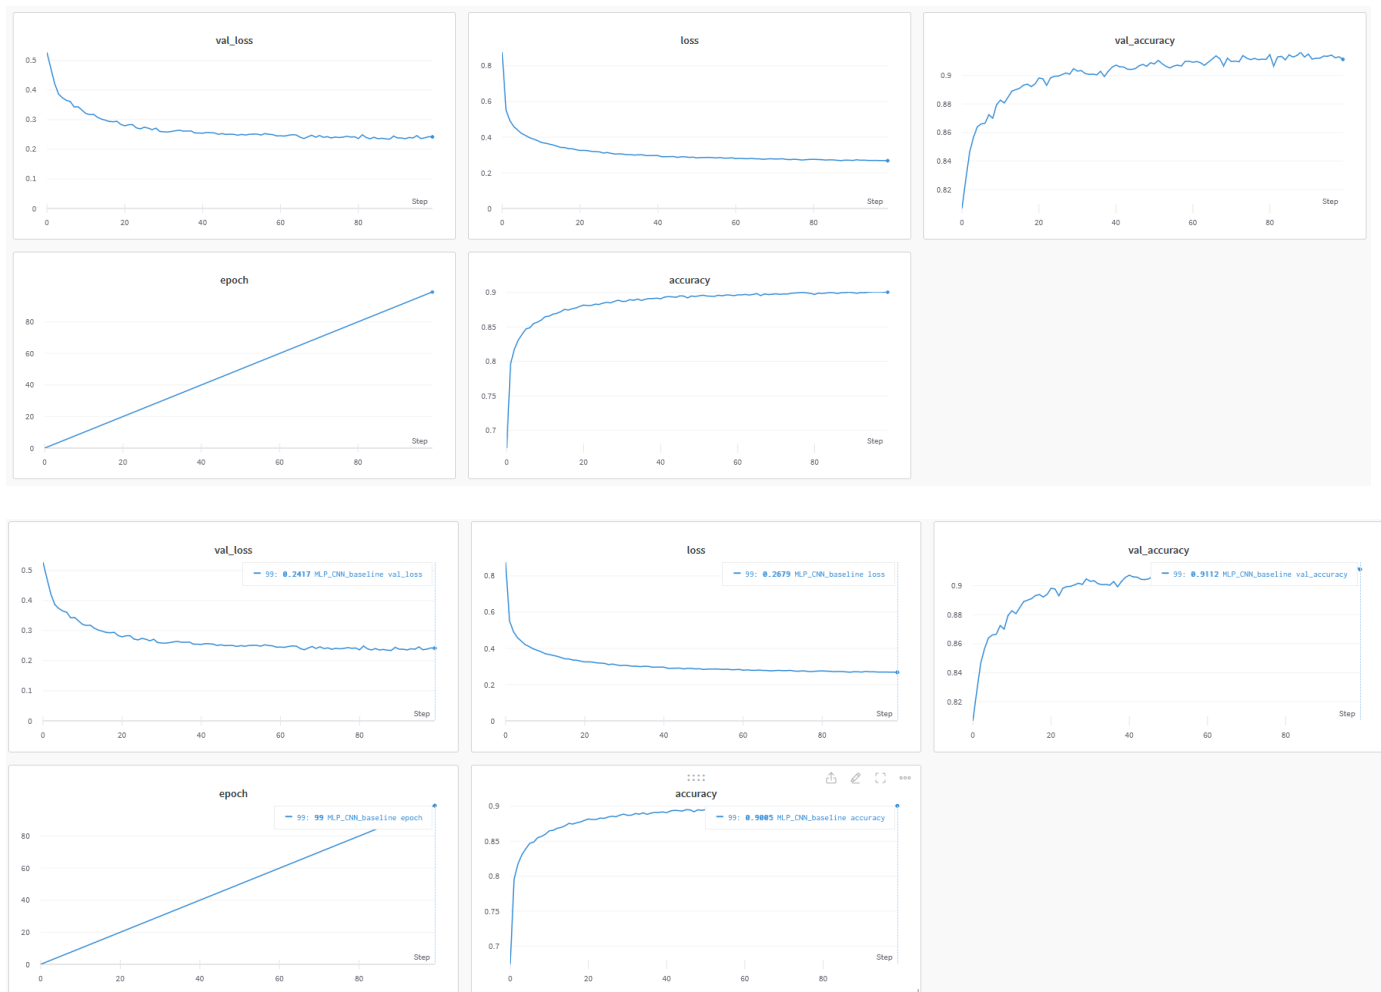 val_loss
0.5
0.4
0.3
0.2
0.1
0
Step
0 20 40 60 80
loss
0.8
0.6
0.4
0.2
0
Step
0 20 40 60 80
val_accuracy
0.9
0.88
0.86
0.84
0.82
Step
0 20 40 60 80
epoch
80
60
40
20
0
Step
0 20 40 60 80
accuracy
0.9
0.85
0.8
0.75
0.7
Step
0 20 40 60 80
val_loss
99: 0.2417 MLP_CNN_baseline val_loss
0.5
0.4
0.3
0.2
0.1
0
Step
0 20 40 60 80
loss
99: 0.2679 MLP_CNN_baseline loss
0.8
0.6
0.4
0.2
0
Step
0 20 40 60 80
val_accuracy
99: 0.9112 MLP_CNN_baseline val_accuracy
0.9
0.88
0.86
0.84
0.82
Step
0 20 40 60 80
epoch
99: 99 MLP_CNN_baseline epoch
80
60
40
20
0
Step
0 20 40 60 80
accuracy
99: 0.9005 MLP_CNN_baseline accuracy
0.9
0.85
0.8
0.75
0.7
Step
0 20 40 60 80